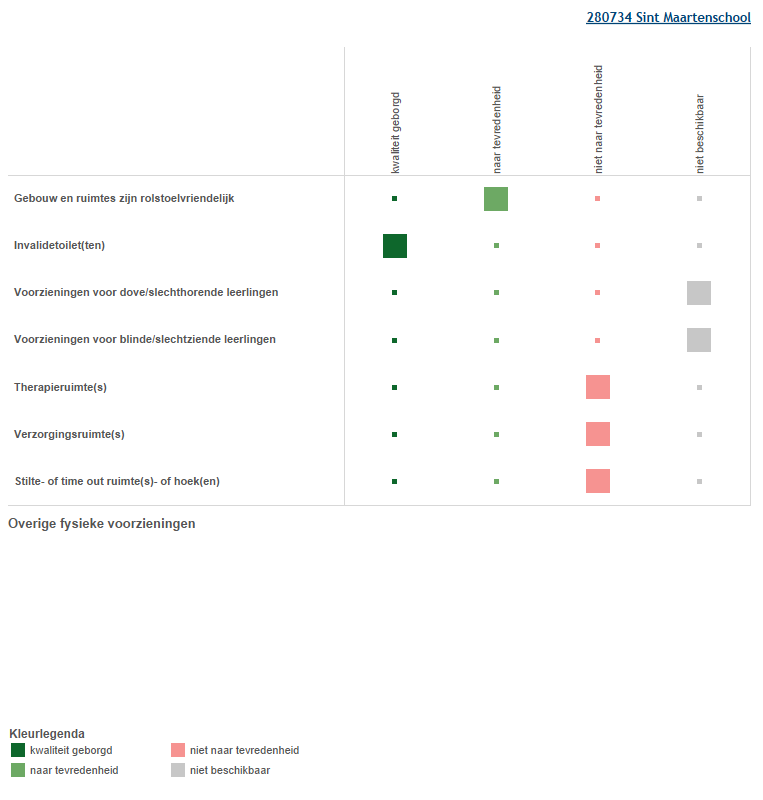 280734 Sint Maartenschool
kwaliteit geborgd
naar tevredenheid
niet naar tevredenheid
niet beschikbaar
Gebouw en ruimtes zijn rolstoelvriendelijk
Invalidetoilet(ten)
Voorzieningen voor dove/slechthorende leerlingen
Voorzieningen voor blinde/slechtziende leerlingen
Therapieruimte(s)
Verzorgingsruimte(s)
Stilte- of time out ruimte(s)- of hoek(en)
Overige fysieke voorzieningen
Kleurlegenda
kwaliteit geborgd
niet naar tevredenheid
naar tevredenheid
niet beschikbaar